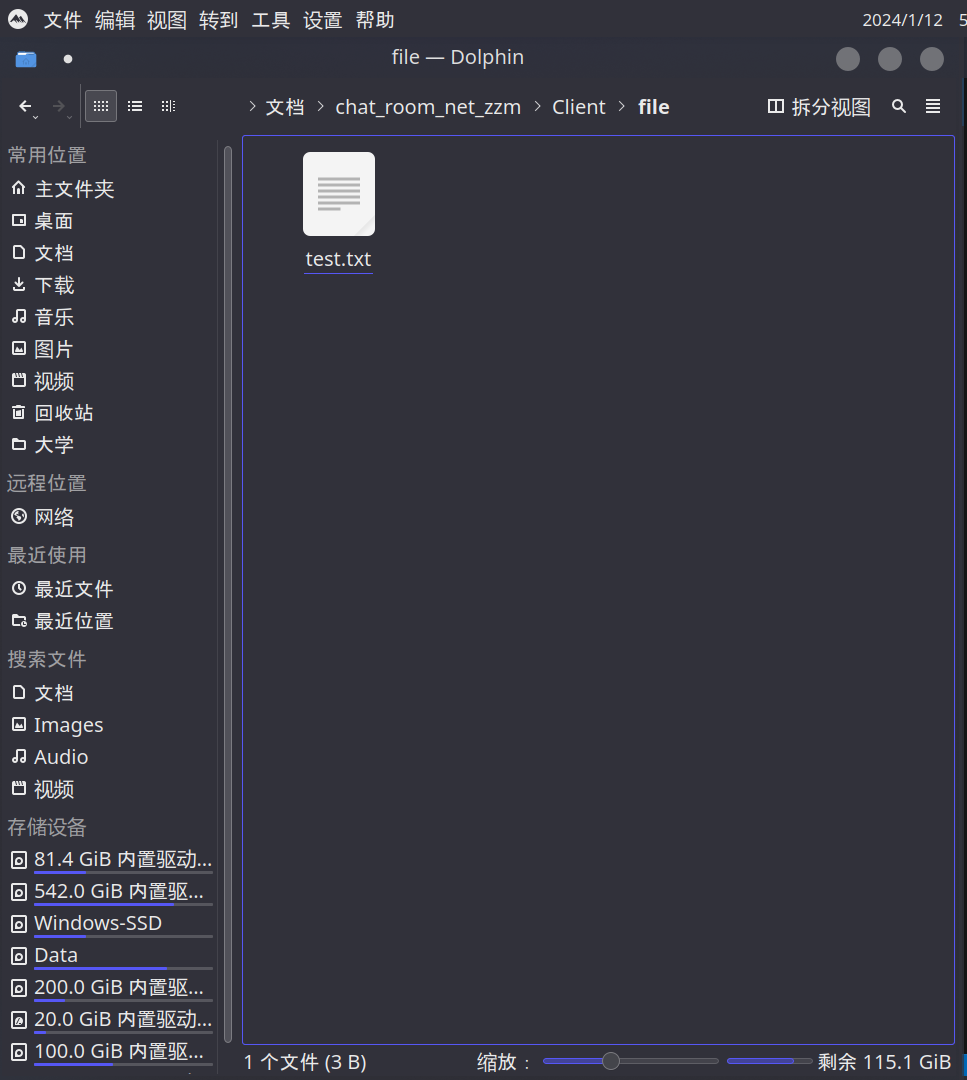 文件 编辑 视图 转到 工具 设置 帮助 2024/1/12 5
file — Dolphin
文档 chat_room_net_zzm Client file 拆分视图
常用位置
主文件夹
桌面
文档
下载
音乐
图片
视频
回收站
大学
远程位置
网络
最近使用
最近文件
最近位置
搜索文件
文档
Images
Audio
视频
存储设备
81.4 GiB 内置驱动...
542.0 GiB 内置驱...
Windows-SSD
Data
200.0 GiB 内置驱...
20.0 GiB 内置驱动...
100.0 GiB 内置驱...
test.txt
1 个文件 (3 B) 缩放： 剩余 115.1 GiB